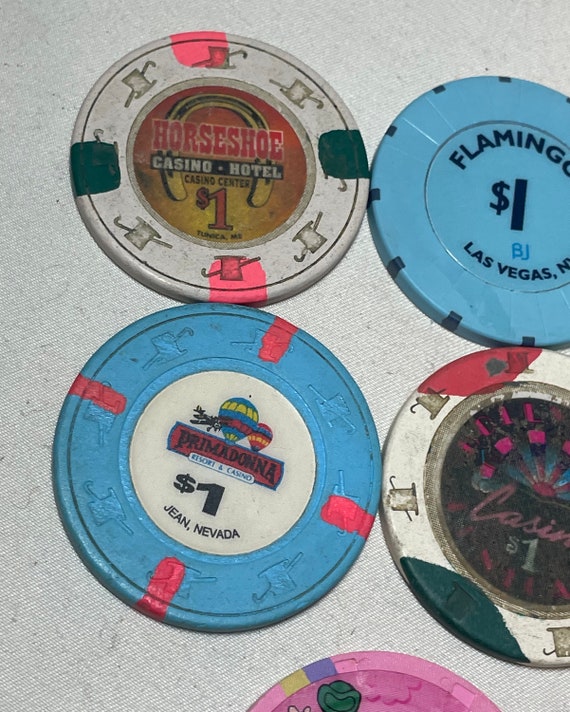 HORSESHOE
CASINO • HOTEL
CASINO CENTER
$1
TUNICA, MS
FLAMINGO
$1
BJ
LAS VEGAS, N
PRIMADONNA
RESORT & CASINO
$1
JEAN, NEVADA
Casin
$1